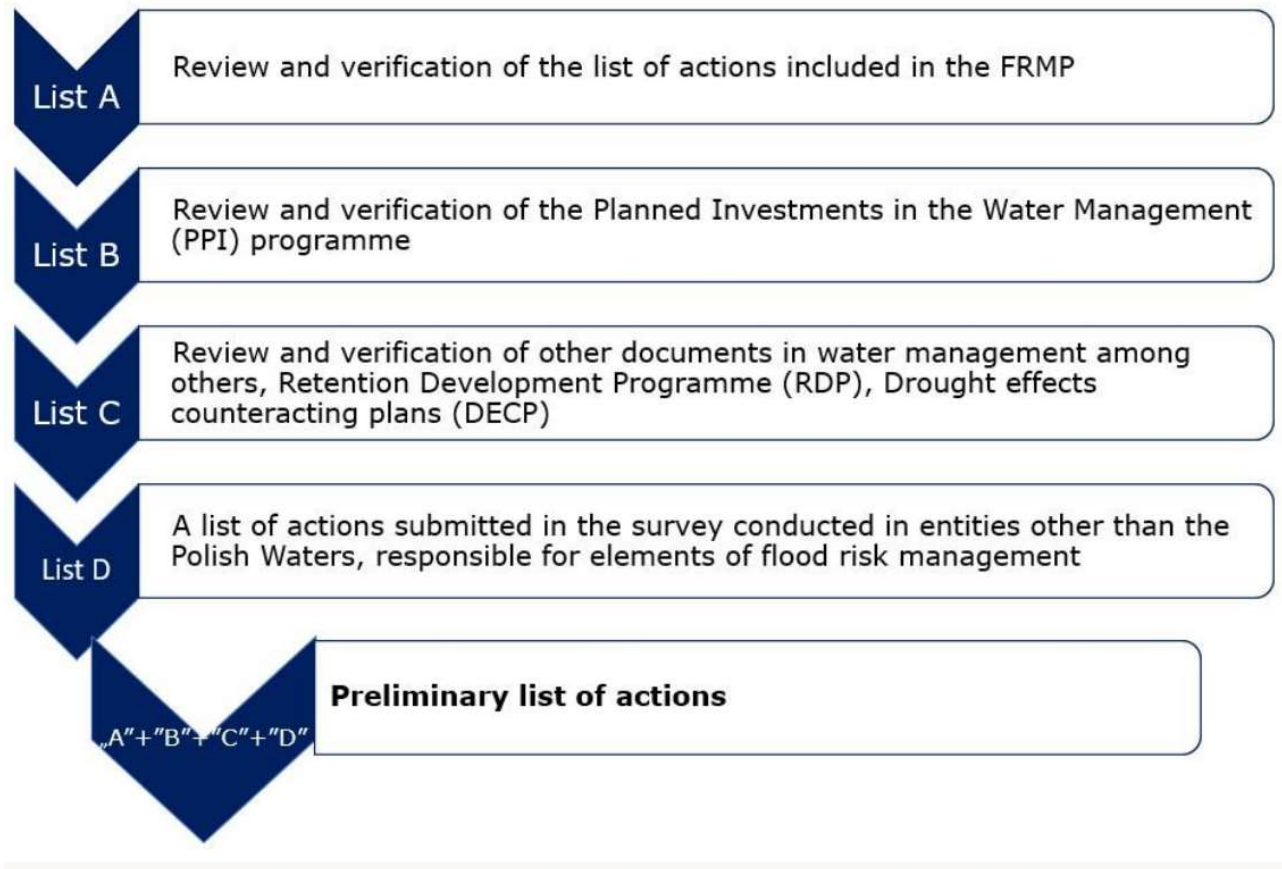 List A
Review and verification of the list of actions included in the FRMP
List B
Review and verification of the Planned Investments in the Water Management
(PPI) programme
List C
Review and verification of other documents in water management among
others, Retention Development Programme (RDP), Drought effects
counteracting plans (DECP)
List D
A list of actions submitted in the survey conducted in entities other than the
Polish Waters, responsible for elements of flood risk management
„A”+”B”+”C”+”D”
Preliminary list of actions